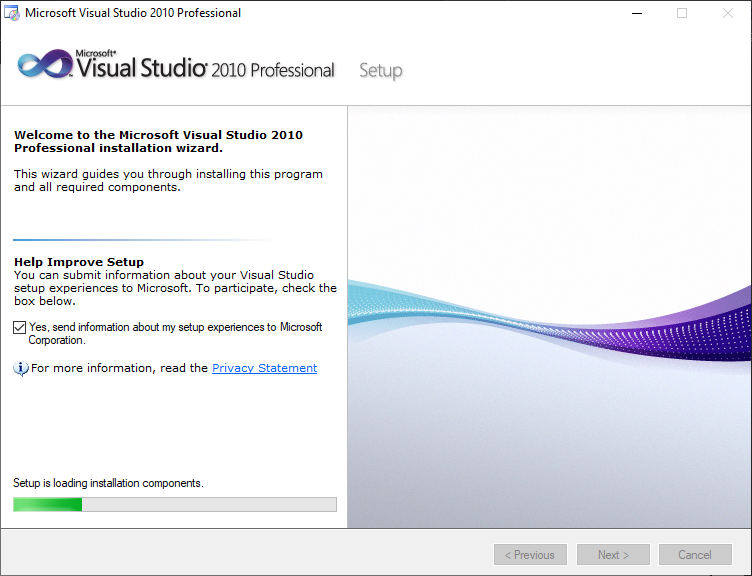 Microsoft Visual Studio 2010 Professional
Microsoft®
Visual Studio® 2010 Professional Setup
Welcome to the Microsoft Visual Studio 2010
Professional installation wizard.
This wizard guides you through installing this program
and all required components.
Help Improve Setup
You can submit information about your Visual Studio
setup experiences to Microsoft. To participate, check the
box below.
Yes, send information about my setup experiences to Microsoft
Corporation.
For more information, read the Privacy Statement
Setup is loading installation components.
< Previous Next > Cancel